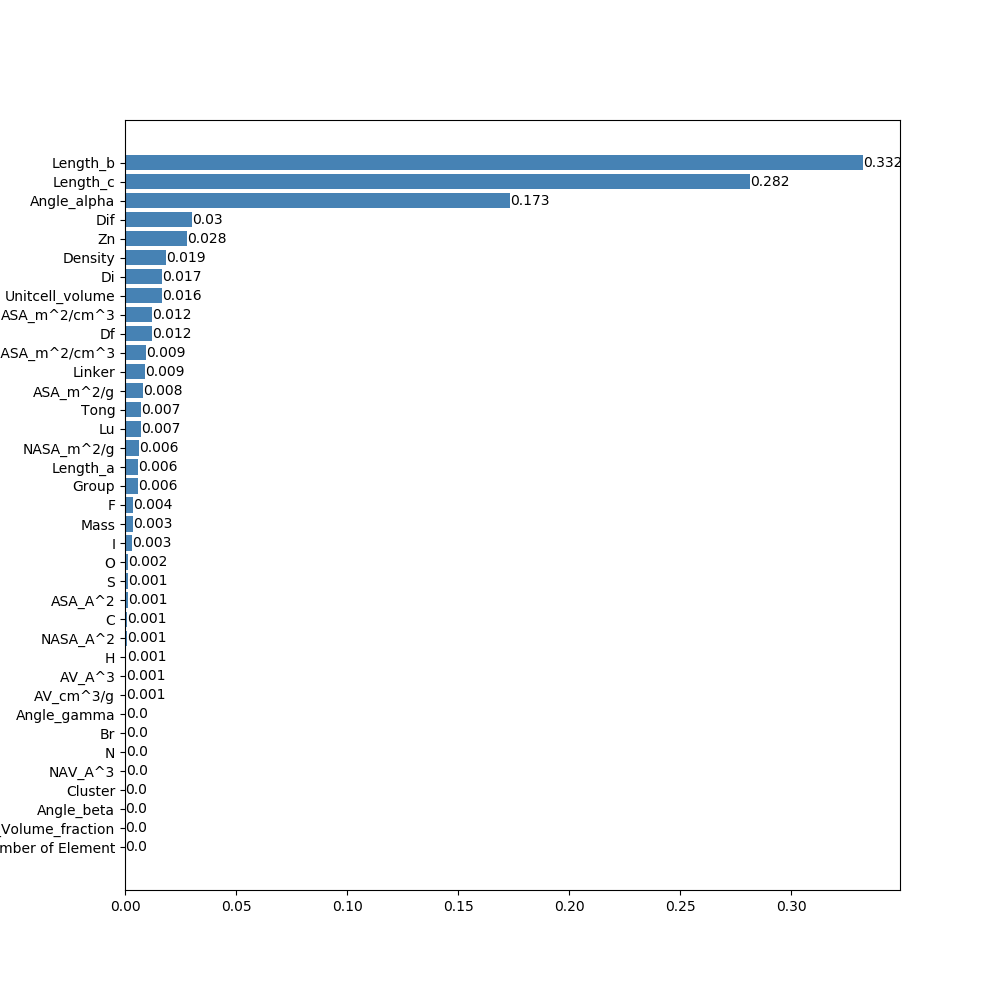 Length_b 0.332
Length_c 0.282
Angle_alpha 0.173
Dif 0.03
Zn 0.028
Density 0.019
Di 0.017
Unitcell_volume 0.016
ASA_m^2/cm^3 0.012
Df 0.012
ASA_m^2/cm^3 0.009
Linker 0.009
ASA_m^2/g 0.008
Tong 0.007
Lu 0.007
NASA_m^2/g 0.006
Length_a 0.006
Group 0.006
F 0.004
Mass 0.003
I 0.003
O 0.002
S 0.001
ASA_A^2 0.001
C 0.001
NASA_A^2 0.001
H 0.001
AV_A^3 0.001
AV_cm^3/g 0.001
Angle_gamma 0.0
Br 0.0
N 0.0
NAV_A^3 0.0
Cluster 0.0
Angle_beta 0.0
_Volume_fraction 0.0
mber of Element 0.0
0.00 0.05 0.10 0.15 0.20 0.25 0.30